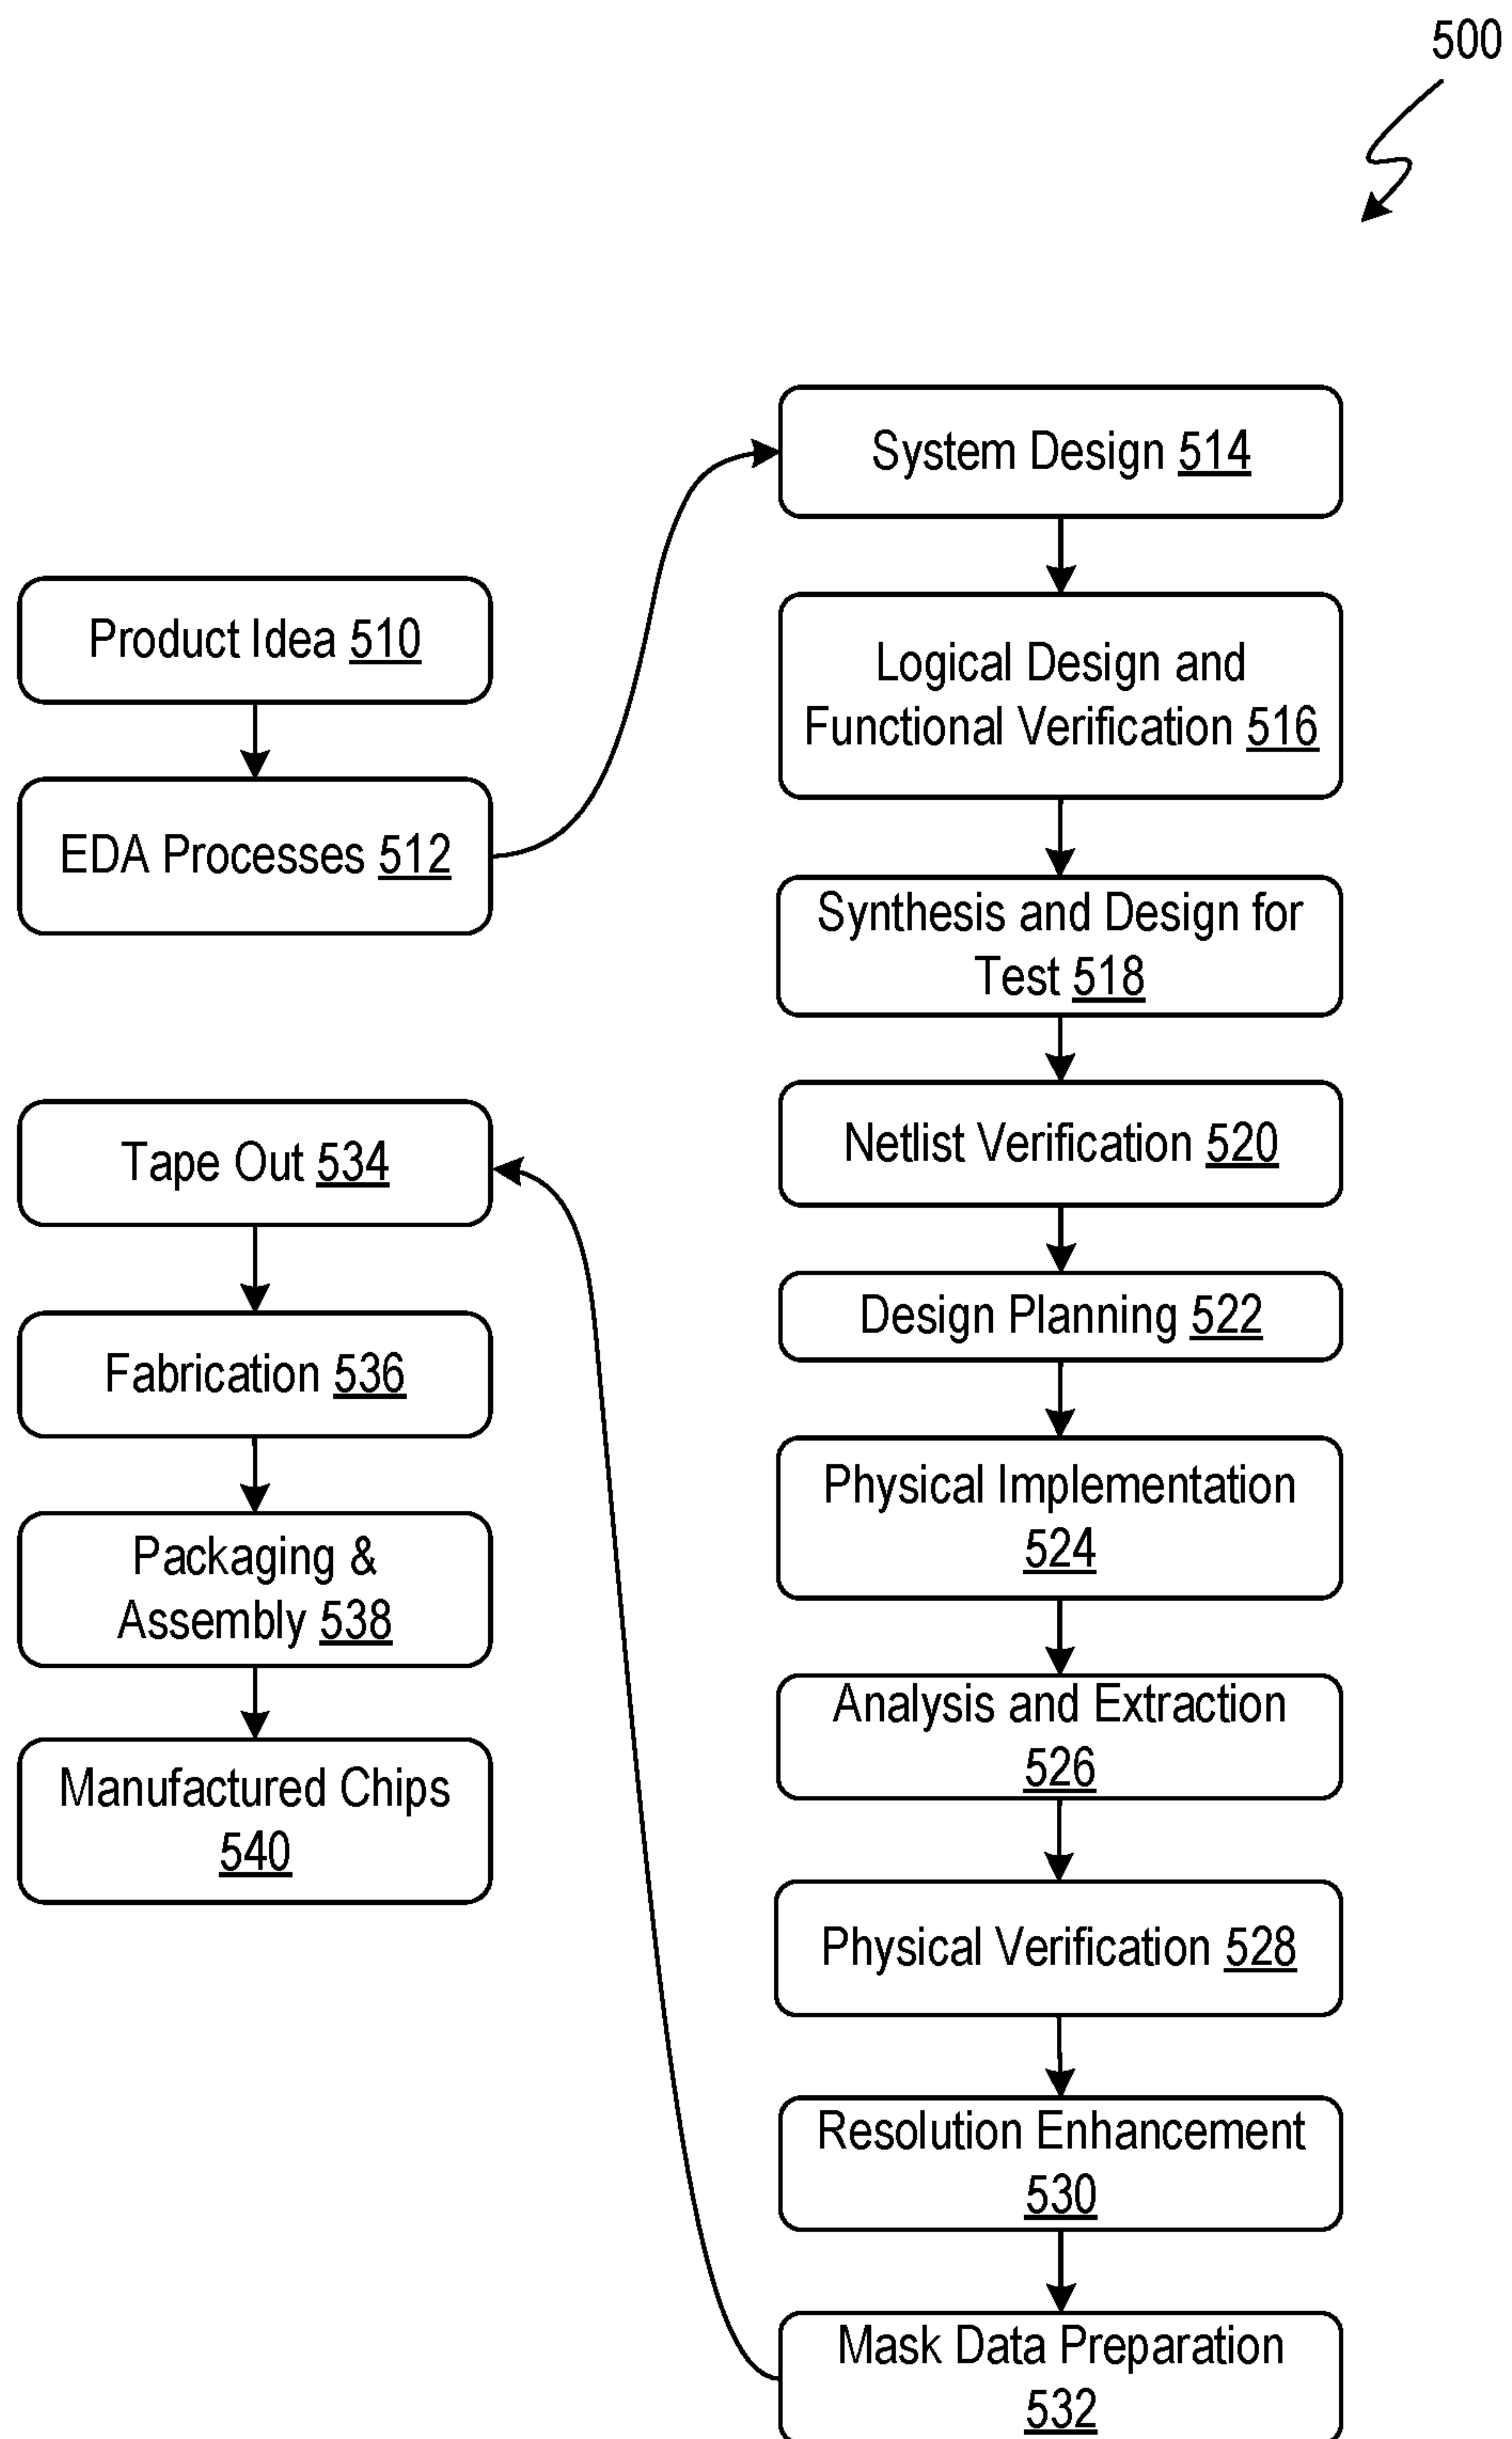 500
Product Idea 510
EDA Processes 512
System Design 514
Logical Design and
Functional Verification 516
Synthesis and Design for
Test 518
Netlist Verification 520
Design Planning 522
Physical Implementation
524
Analysis and Extraction
526
Physical Verification 528
Resolution Enhancement
530
Mask Data Preparation
532
Tape Out 534
Fabrication 536
Packaging &
Assembly 538
Manufactured Chips
540